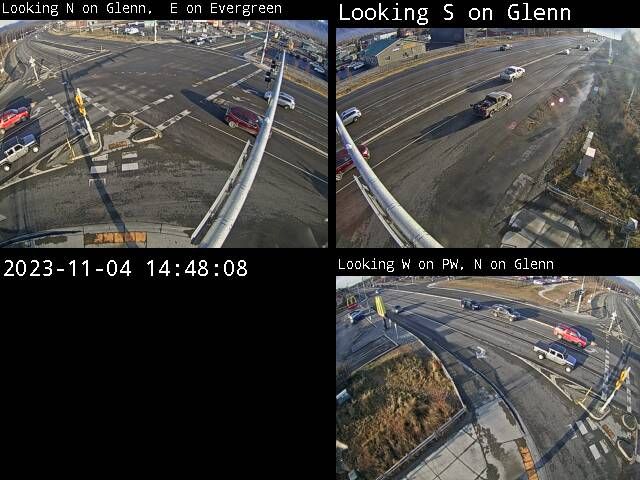 Looking N on Glenn,  E on Evergreen
Looking S on Glenn
2023-11-04 14:48:08
Looking W on PW, N on Glenn